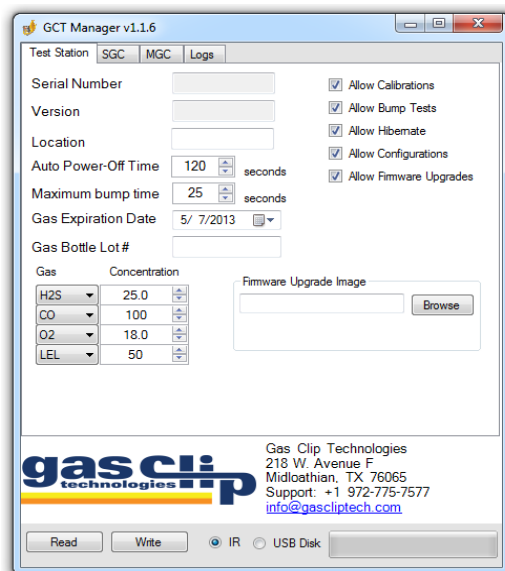 GCT Manager v1.1.6
Test Station SGC MGC Logs
Serial Number
Version
Location
Auto Power-Off Time 120 seconds
Maximum bump time 25 seconds
Gas Expiration Date 5/ 7/2013
Gas Bottle Lot #
Allow Calibrations
Allow Bump Tests
Allow Hibernate
Allow Configurations
Allow Firmware Upgrades
Gas Concentration
H2S 25.0
CO 100
O2 18.0
LEL 50
Firmware Upgrade Image
Browse
gas clip
technologies
Gas Clip Technologies
218 W. Avenue F
Midloathian, TX 76065
Support: +1 972-775-7577
info@gascliptech.com
Read Write IR USB Disk